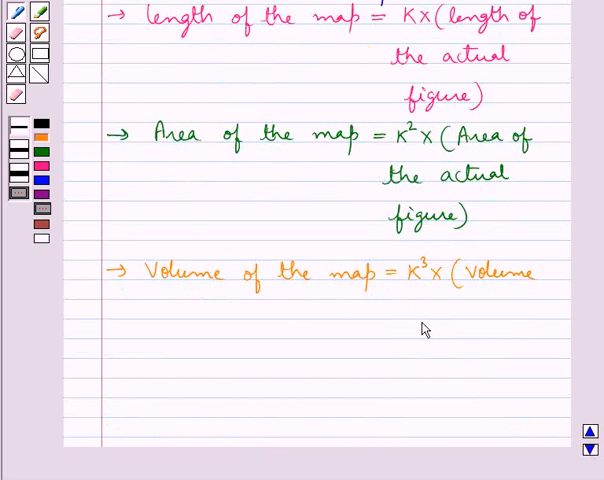 → length of the map = K×(length of
the actual
figure)
→ Area of the map = K²×(Area of
the actual
figure)
→ Volume of the map = K³×(Volume